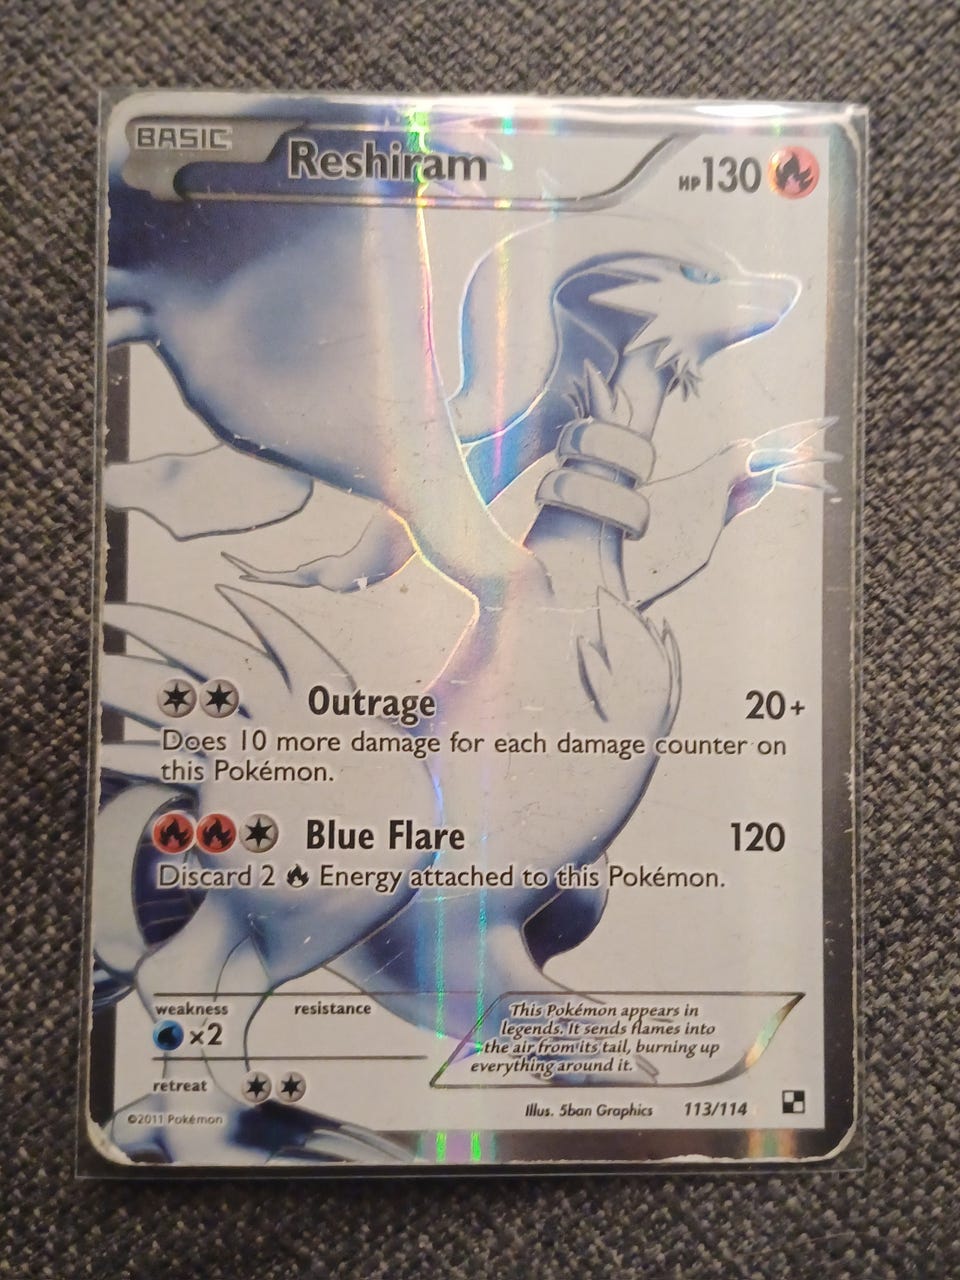 BASIC
Reshiram
HP130
Outrage 20+
Does 10 more damage for each damage counter on
this Pokémon.
Blue Flare 120
Discard 2 Energy attached to this Pokémon.
weakness resistance
×2
retreat
This Pokémon appears in
legends. It sends flames into
the air from its tail, burning up
everything around it.
©2011 Pokémon
Illus. 5ban Graphics 113/114